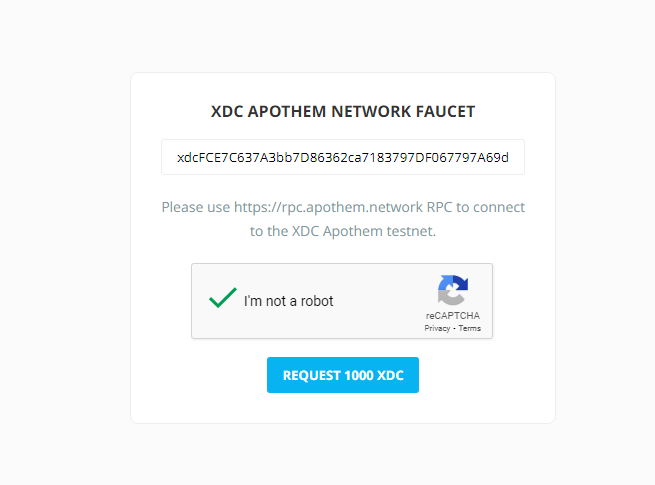 XDC APOTHEM NETWORK FAUCET
xdcFCE7C637A3bb7D86362ca7183797DF067797A69d
Please use https://rpc.apothem.network RPC to connect
to the XDC Apothem testnet.
I'm not a robot
reCAPTCHA
Privacy - Terms
REQUEST 1000 XDC